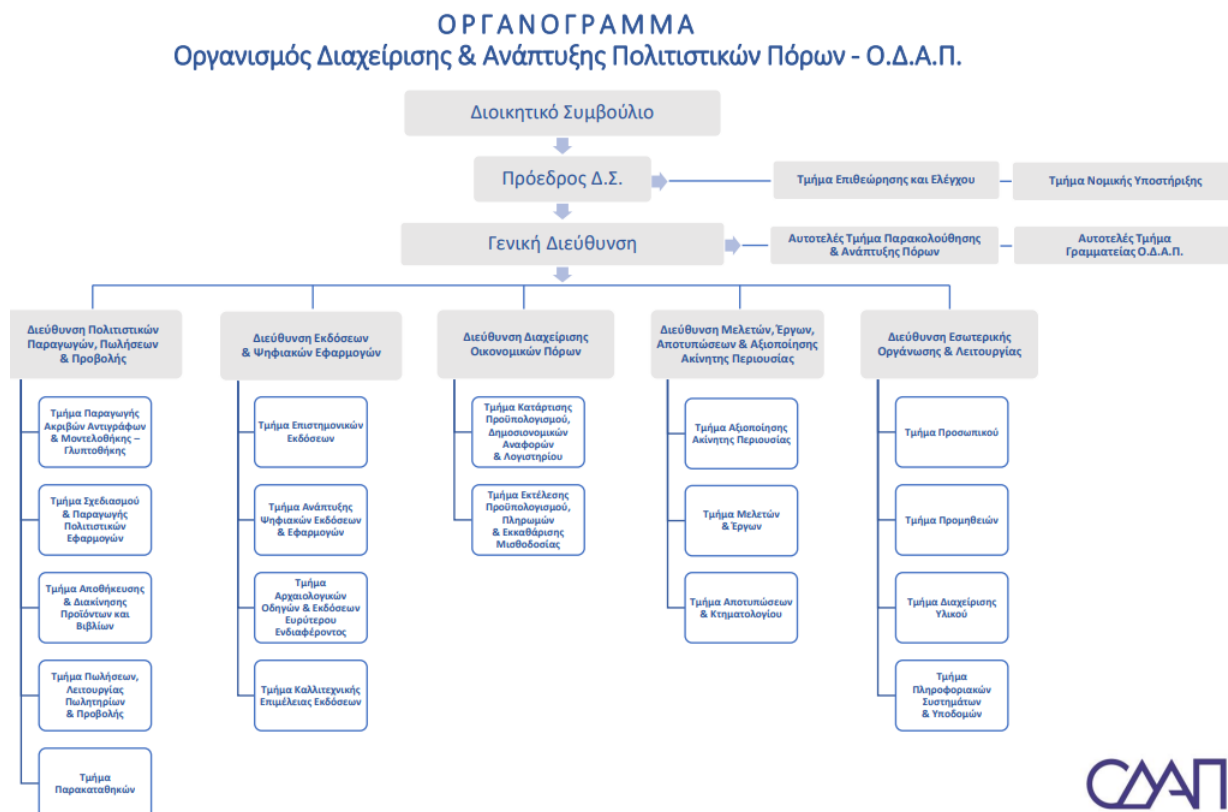 ΟΡΓΑΝΟΓΡΑΜΜΑ
Οργανισμός Διαχείρισης & Ανάπτυξης Πολιτιστικών Πόρων - Ο.Δ.Α.Π.
Διοικητικό Συμβούλιο
Πρόεδρος Δ.Σ.
Τμήμα Επιθεώρησης και Ελέγχου
Τμήμα Νομικής Υποστήριξης
Γενική Διεύθυνση
Αυτοτελές Τμήμα Παρακολούθησης
& Ανάπτυξης Πόρων
Αυτοτελές Τμήμα
Γραμματείας Ο.Δ.Α.Π.
Διεύθυνση Πολιτιστικών
Παραγωγών, Πωλήσεων
& Προβολής
Τμήμα Παραγωγής
Ακριβών Αντιγράφων
& Μοντελοθήκης –
Γλυπτοθήκης
Τμήμα Σχεδιασμού
& Παραγωγής
Πολιτιστικών
Εφαρμογών
Τμήμα Αποθήκευσης
& Διακίνησης
Προϊόντων και
Βιβλίων
Τμήμα Πωλήσεων,
Λειτουργίας
Πωλητηρίων
& Προβολής
Τμήμα
Παρακαταθηκών
Διεύθυνση Εκδόσεων
& Ψηφιακών Εφαρμογών
Τμήμα Επιστημονικών
Εκδόσεων
Τμήμα Ανάπτυξης
Ψηφιακών Εκδόσεων
& Εφαρμογών
Τμήμα
Αρχαιολογικών
Οδηγών & Εκδόσεων
Ευρύτερου
Ενδιαφέροντος
Τμήμα Καλλιτεχνικής
Επιμέλειας Εκδόσεων
Διεύθυνση Διαχείρισης
Οικονομικών Πόρων
Τμήμα Κατάρτισης
Προϋπολογισμού,
Δημοσιονομικών
Αναφορών
& Λογιστηρίου
Τμήμα Εκτέλεσης
Προϋπολογισμού,
Πληρωμών
& Εκκαθάρισης
Μισθοδοσίας
Διεύθυνση Μελετών, Έργων,
Αποτυπώσεων & Αξιοποίησης
Ακίνητης Περιουσίας
Τμήμα Αξιοποίησης
Ακίνητης Περιουσίας
Τμήμα Μελετών
& Έργων
Τμήμα Αποτυπώσεων
& Κτηματολογίου
Διεύθυνση Εσωτερικής
Οργάνωσης & Λειτουργίας
Τμήμα Προσωπικού
Τμήμα Προμηθειών
Τμήμα Διαχείρισης
Υλικού
Τμήμα
Πληροφοριακών
Συστημάτων
& Υποδομών